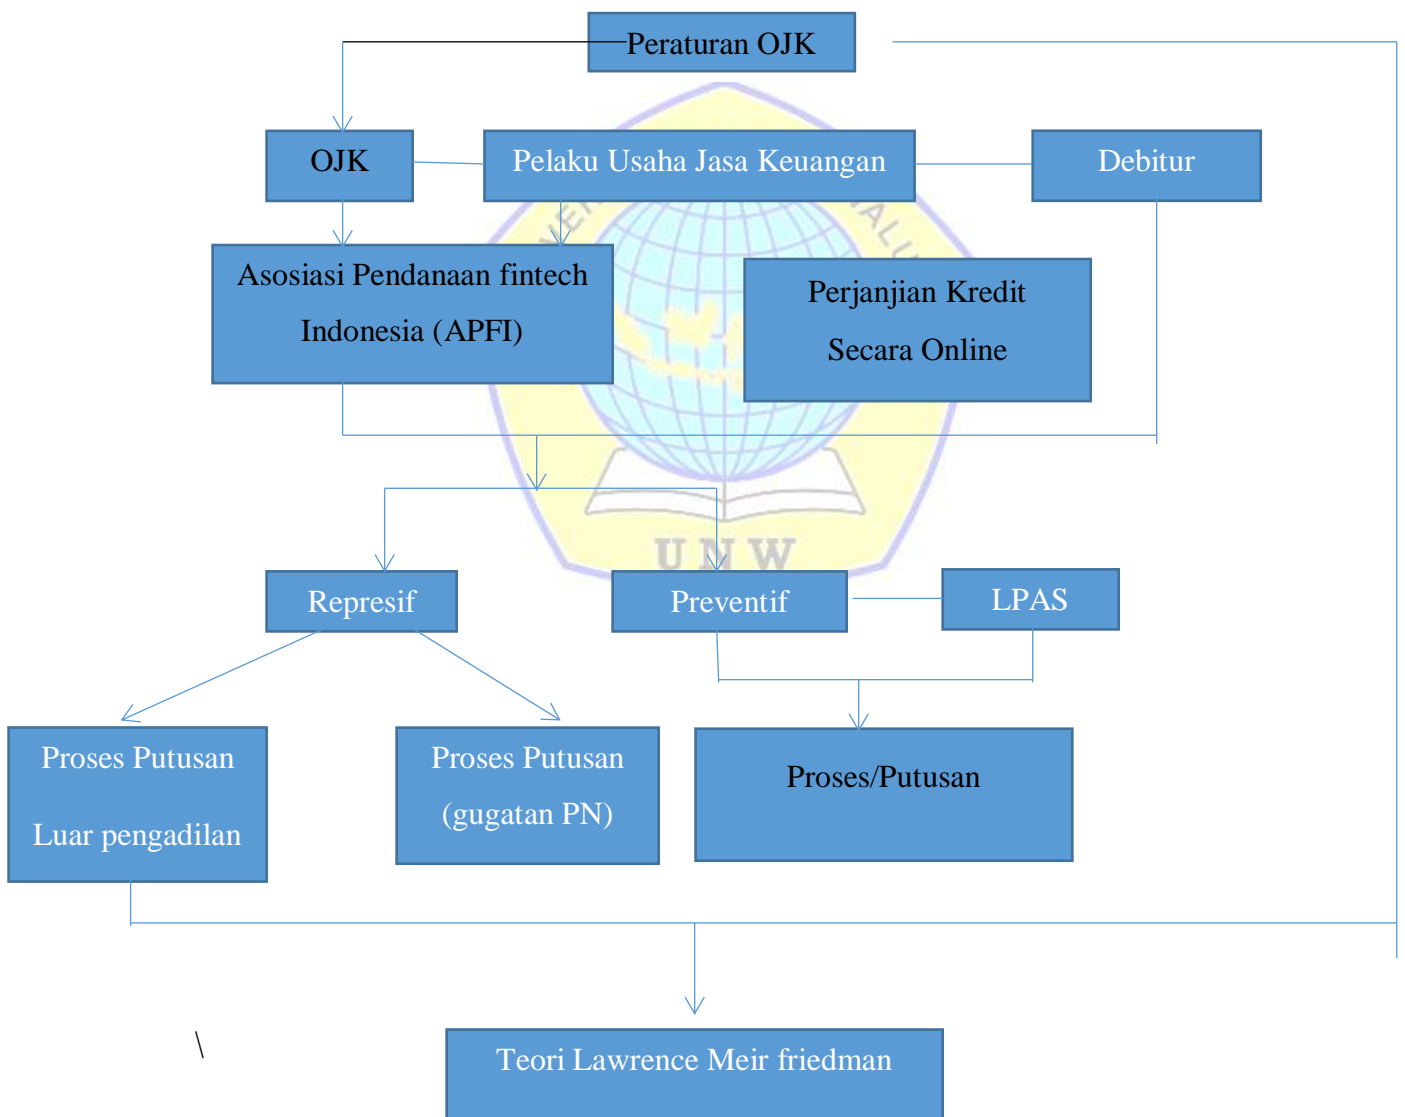 Peraturan OJK
OJK
Pelaku Usaha Jasa Keuangan
Debitur
Asosiasi Pendanaan fintech
Indonesia (APFI)
Perjanjian Kredit
Secara Online
U N W
Represif
Preventif
LPAS
Proses Putusan
Luar pengadilan
Proses Putusan
(gugatan PN)
Proses/Putusan
\
Teori Lawrence Meir friedman